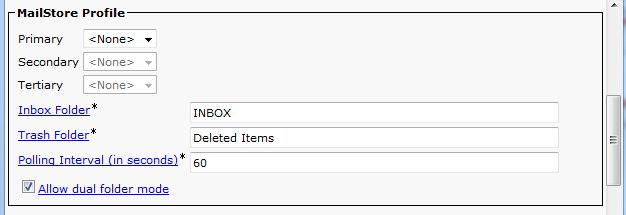 MailStore Profile
Primary <None>
Secondary <None>
Tertiary <None>
Inbox Folder* INBOX
Trash Folder* Deleted Items
Polling Interval (in seconds)* 60
Allow dual folder mode